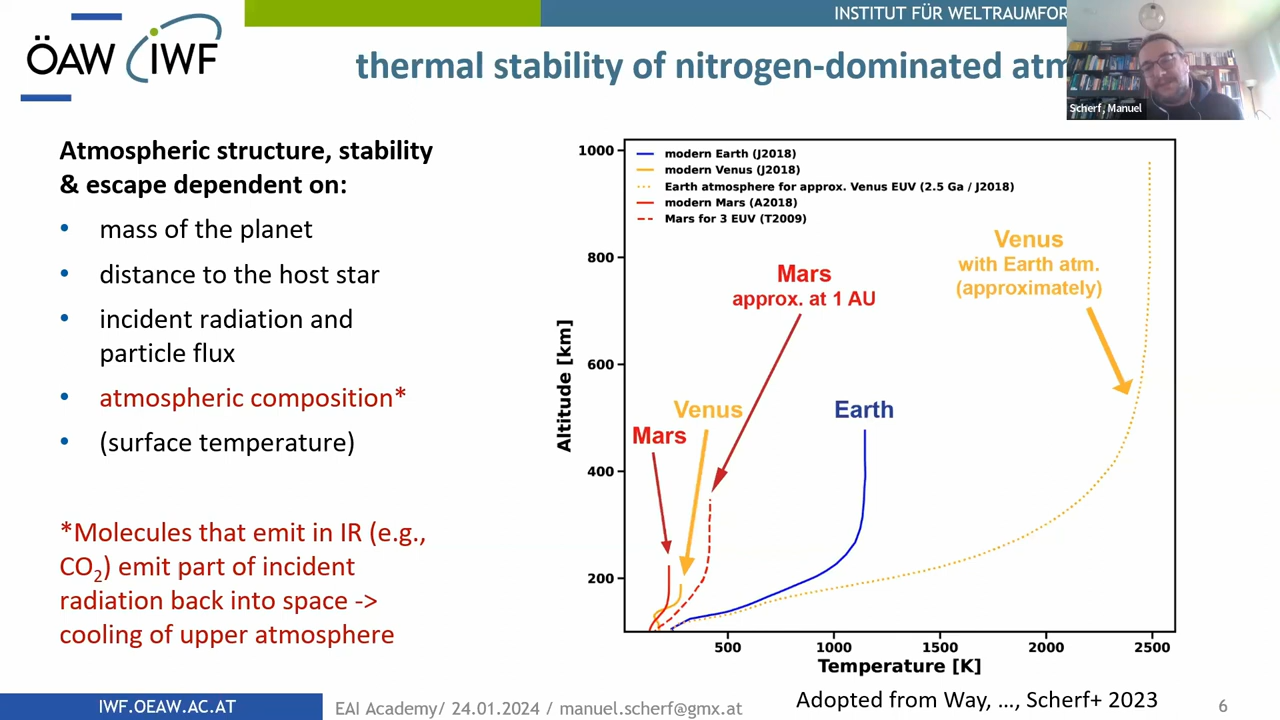 ÖAW IWF
INSTITUT FÜR WELTRAUMFOR
thermal stability of nitrogen-dominated atm
Scherf, Manuel
Atmospheric structure, stability
& escape dependent on:
• mass of the planet
• distance to the host star
• incident radiation and
particle flux
• atmospheric composition*
• (surface temperature)
*Molecules that emit in IR (e.g.,
CO₂) emit part of incident
radiation back into space ->
cooling of upper atmosphere
modern Earth (J2018)
modern Venus (J2018)
Earth atmosphere for approx. Venus EUV (2.5 Ga / J2018)
modern Mars (A2018)
Mars for 3 EUV (T2009)
Venus
with Earth atm.
(approximately)
Mars
approx. at 1 AU
Venus
Mars
Earth
Altitude [km]
1000
800
600
400
200
500 1000 1500 2000 2500
Temperature [K]
Adopted from Way, ..., Scherf+ 2023
IWF.OEAW.AC.AT
EAI Academy/ 24.01.2024 / manuel.scherf@gmx.at
6